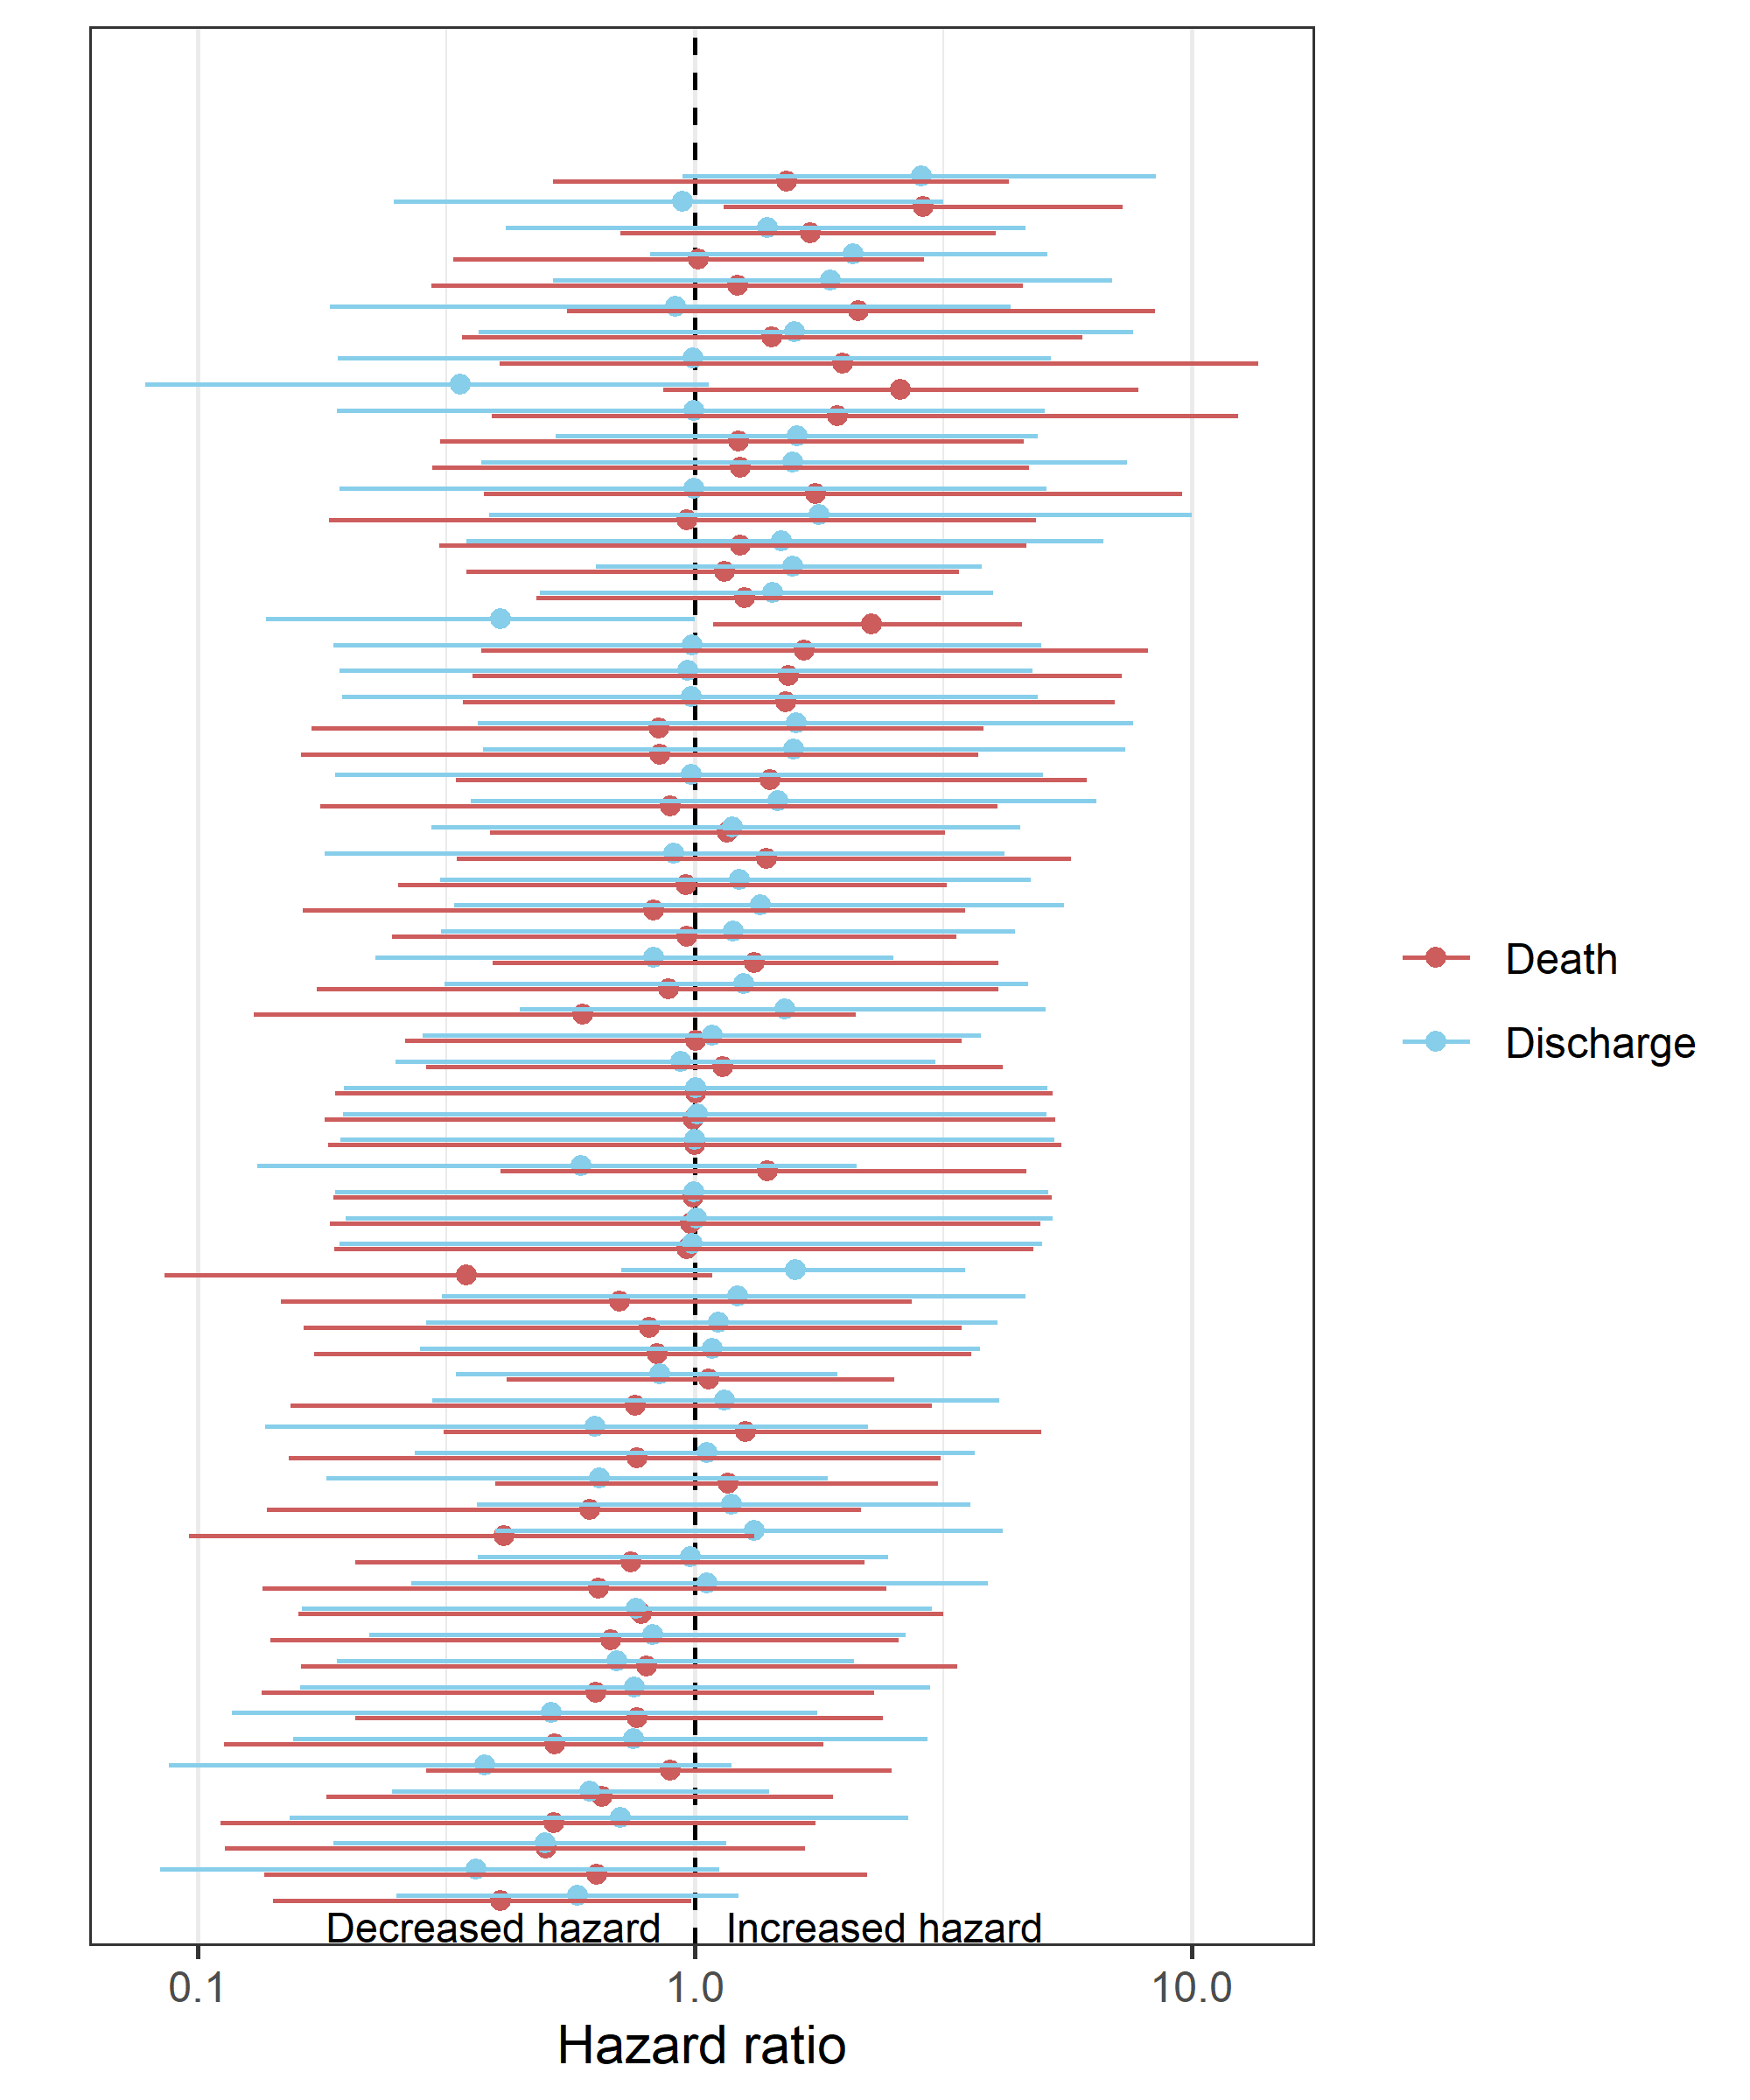 Death
Discharge
Decreased hazard Increased hazard
0.1 1.0 10.0
Hazard ratio